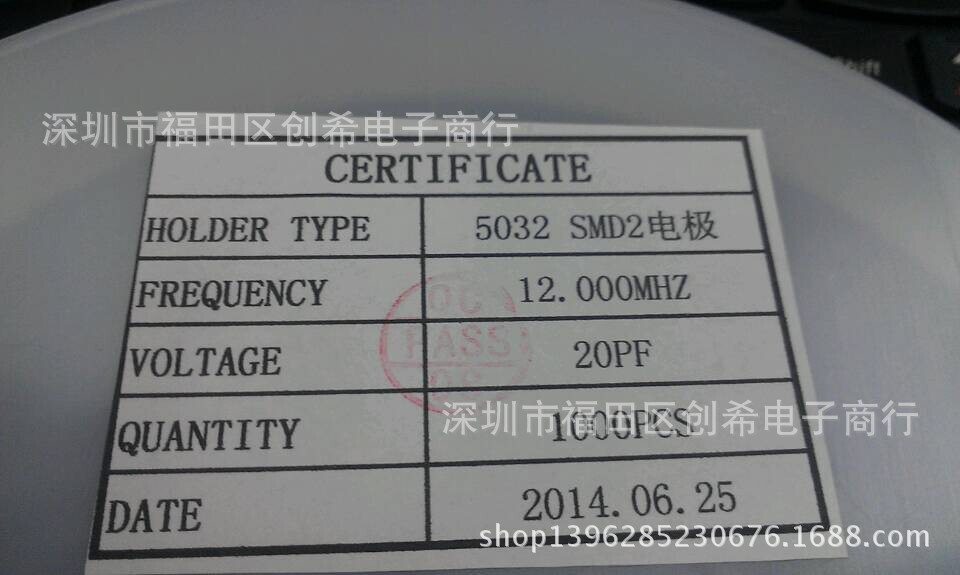 深圳市福田区创希电子商行
CERTIFICATE
HOLDER TYPE 5032 SMD2电极
FREQUENCY 12.000MHZ
VOLTAGE 20PF
QUANTITY 1000PCS
深圳市福田区创希电子商行
DATE 2014.06.25
shop1396285230676.1688.com